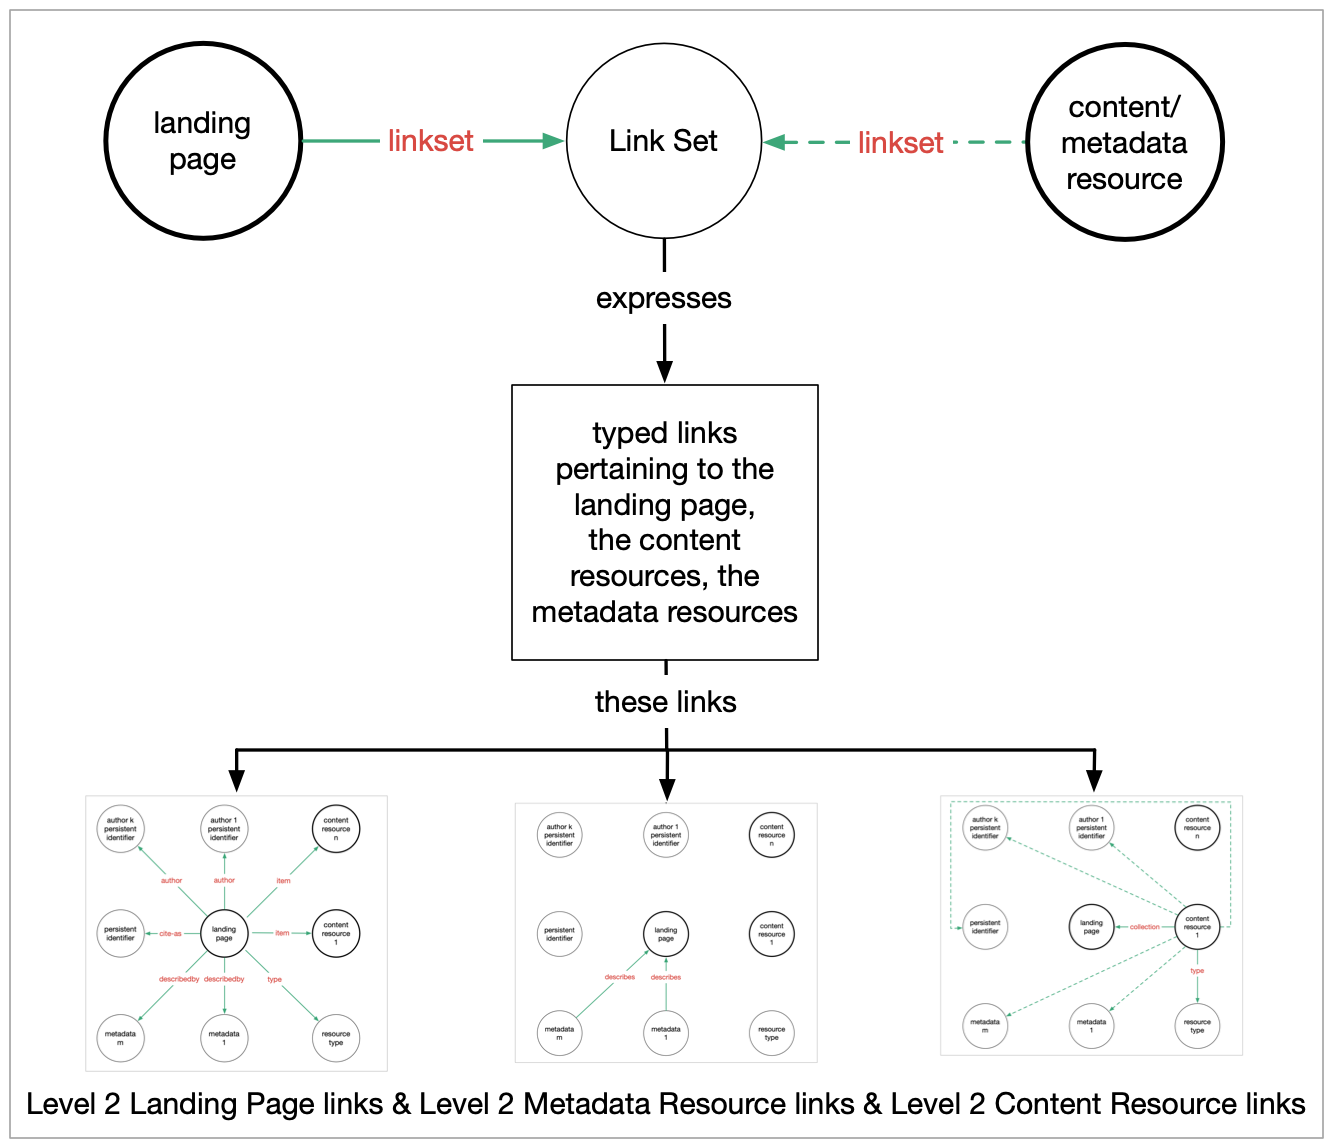 landing
page
linkset
Link Set
linkset
content/
metadata
resource
expresses
typed links
pertaining to the
landing page,
the content
resources, the
metadata resources
these links
author k
persistent
identifier
author 1
persistent
identifier
content
resource
n
author
author
item
persistent
identifier
cite-as
landing
page
item
content
resource
1
describedby
describedby
type
metadata
m
metadata
1
resource
type
author k
persistent
identifier
author 1
persistent
identifier
content
resource
n
persistent
identifier
landing
page
content
resource
1
describes
describes
metadata
m
metadata
1
resource
type
author k
persistent
identifier
author 1
persistent
identifier
content
resource
n
persistent
identifier
landing
page
collection
content
resource
1
type
metadata
m
metadata
1
resource
type
Level 2 Landing Page links & Level 2 Metadata Resource links & Level 2 Content Resource links